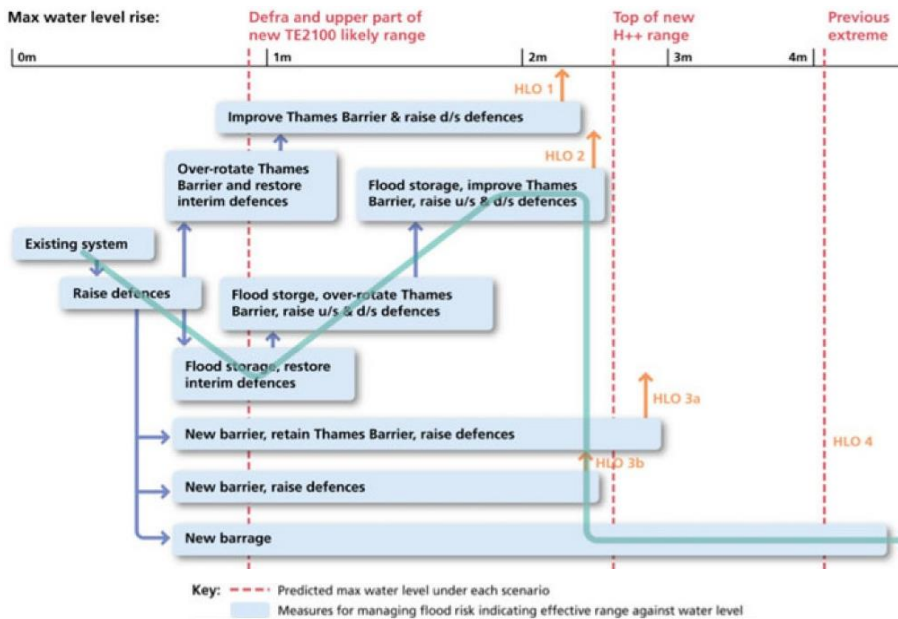 Max water level rise:
Defra and upper part of
new TE2100 likely range
Top of new
H++ range
Previous
extreme
0m
1m
2m
3m
4m
HLO 1
Improve Thames Barrier & raise d/s defences
HLO 2
Over-rotate Thames
Barrier and restore
interim defences
Flood storage, improve Thames
Barrier, raise u/s & d/s defences
Existing system
Raise defences
Flood storge, over-rotate Thames
Barrier, raise u/s & d/s defences
Flood storage, restore
interim defences
HLO 3a
New barrier, retain Thames Barrier, raise defences
HLO 4
HLO 3b
New barrier, raise defences
New barrage
Key:
Predicted max water level under each scenario
Measures for managing flood risk indicating effective range against water level